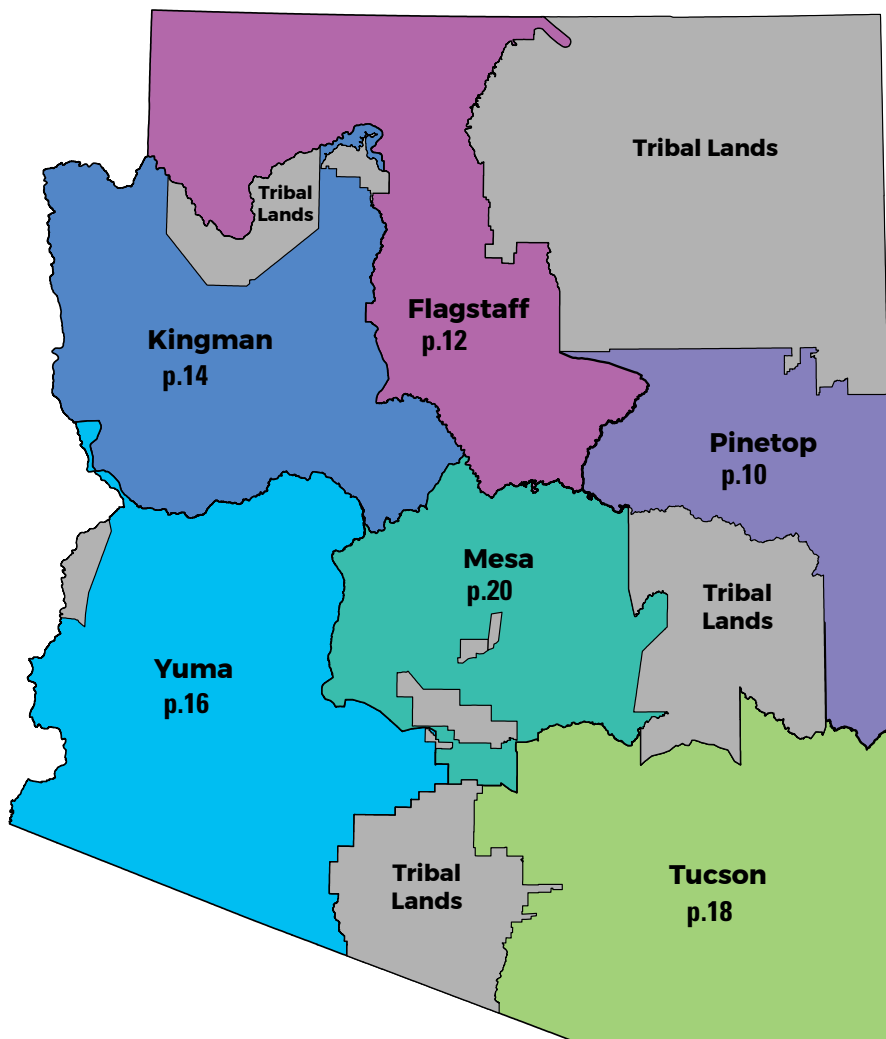 Tribal Lands
Tribal
Lands
Flagstaff
p.12
Kingman
p.14
Pinetop
p.10
Mesa
p.20
Tribal
Lands
Yuma
p.16
Tribal
Lands
Tucson
p.18